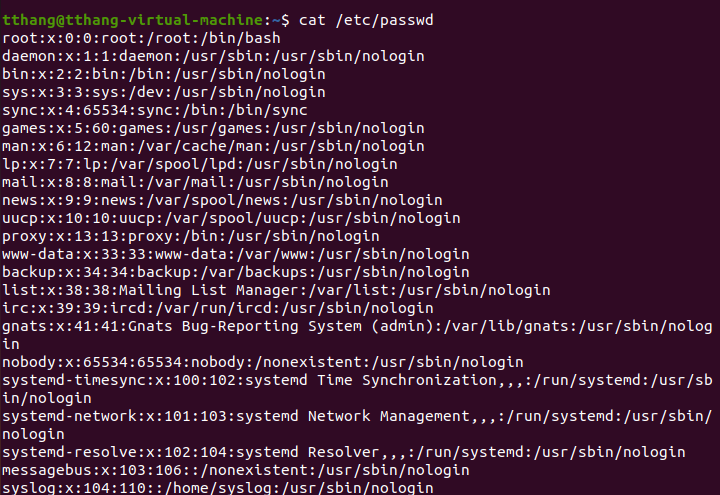 tthang@tthang-virtual-machine:~$ cat /etc/passwd
root:x:0:0:root:/root:/bin/bash
daemon:x:1:1:daemon:/usr/sbin:/usr/sbin/nologin
bin:x:2:2:bin:/bin:/usr/sbin/nologin
sys:x:3:3:sys:/dev:/usr/sbin/nologin
sync:x:4:65534:sync:/bin:/bin/sync
games:x:5:60:games:/usr/games:/usr/sbin/nologin
man:x:6:12:man:/var/cache/man:/usr/sbin/nologin
lp:x:7:7:lp:/var/spool/lpd:/usr/sbin/nologin
mail:x:8:8:mail:/var/mail:/usr/sbin/nologin
news:x:9:9:news:/var/spool/news:/usr/sbin/nologin
uucp:x:10:10:uucp:/var/spool/uucp:/usr/sbin/nologin
proxy:x:13:13:proxy:/bin:/usr/sbin/nologin
www-data:x:33:33:www-data:/var/www:/usr/sbin/nologin
backup:x:34:34:backup:/var/backups:/usr/sbin/nologin
list:x:38:38:Mailing List Manager:/var/list:/usr/sbin/nologin
irc:x:39:39:ircd:/var/run/ircd:/usr/sbin/nologin
gnats:x:41:41:Gnats Bug-Reporting System (admin):/var/lib/gnats:/usr/sbin/nolog
in
nobody:x:65534:65534:nobody:/nonexistent:/usr/sbin/nologin
systemd-timesync:x:100:102:systemd Time Synchronization,,,:/run/systemd:/usr/sb
in/nologin
systemd-network:x:101:103:systemd Network Management,,,:/run/systemd:/usr/sbin/
nologin
systemd-resolve:x:102:104:systemd Resolver,,,:/run/systemd:/usr/sbin/nologin
messagebus:x:103:106::/nonexistent:/usr/sbin/nologin
syslog:x:104:110::/home/syslog:/usr/sbin/nologin